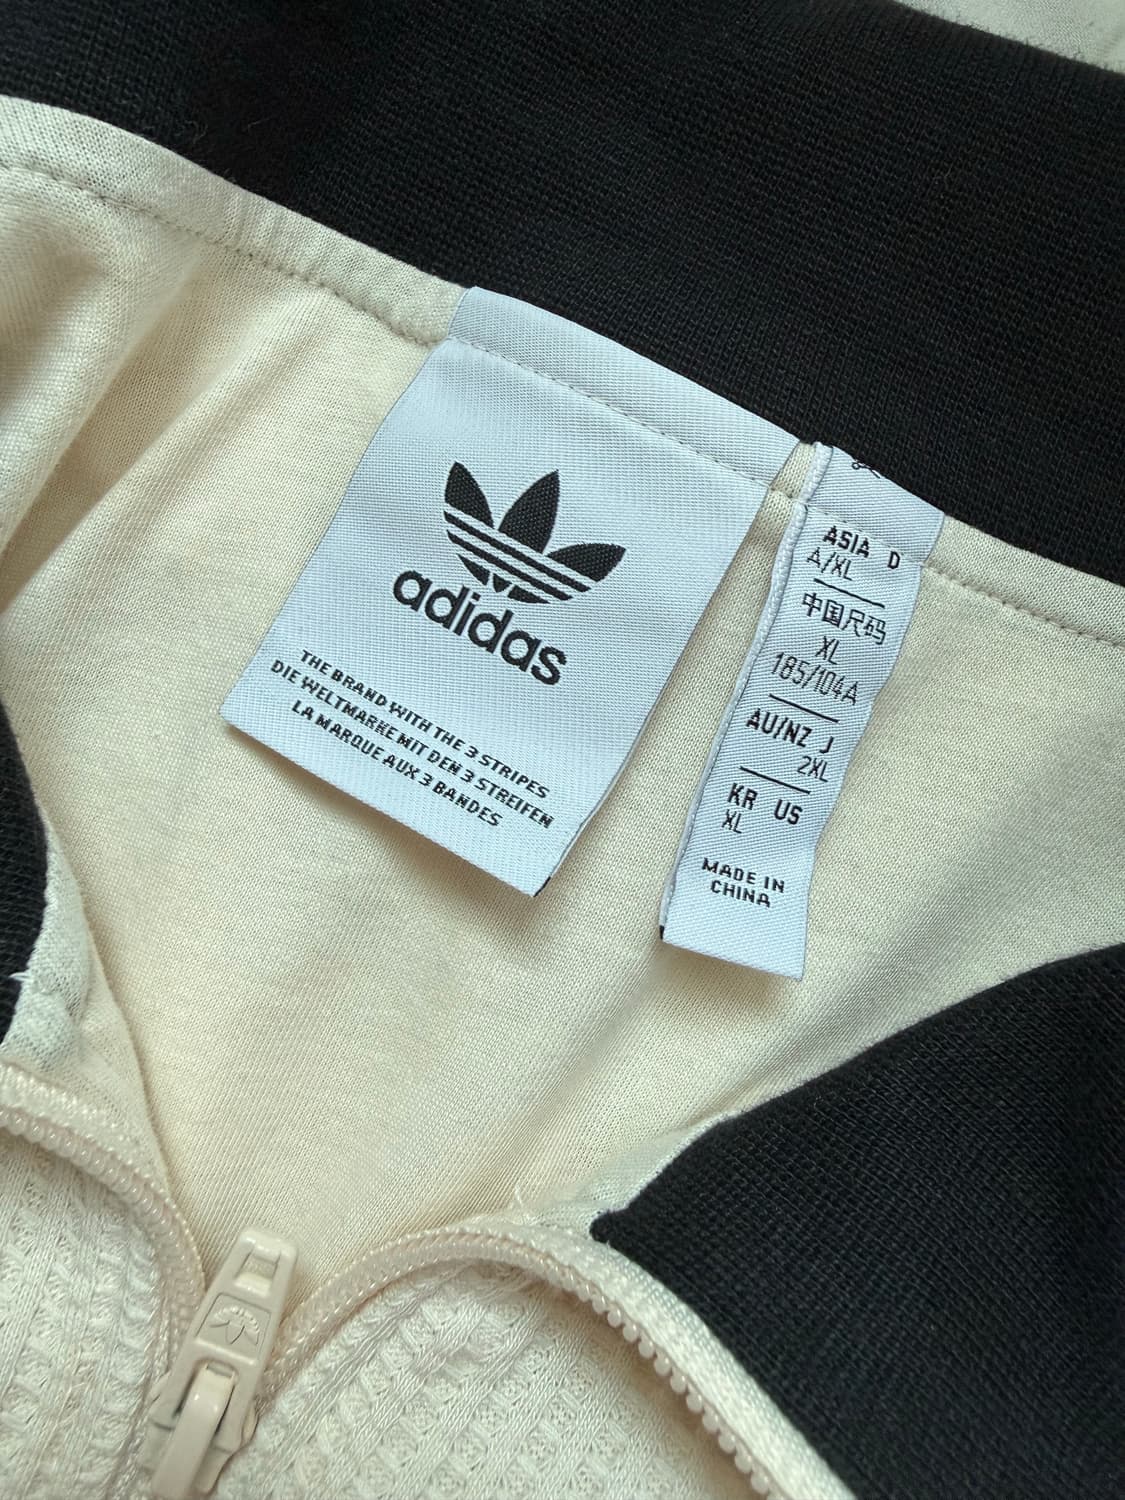 adidas
THE BRAND WITH THE 3 STRIPES
DIE WELTMARKE MIT DEN 3 STREIFEN
LA MARQUE AUX 3 BANDES
ASIA D
A/XL
中国尺码
XL
185/104A
AU/NZ J
2XL
KR US
XL
MADE IN
CHINA